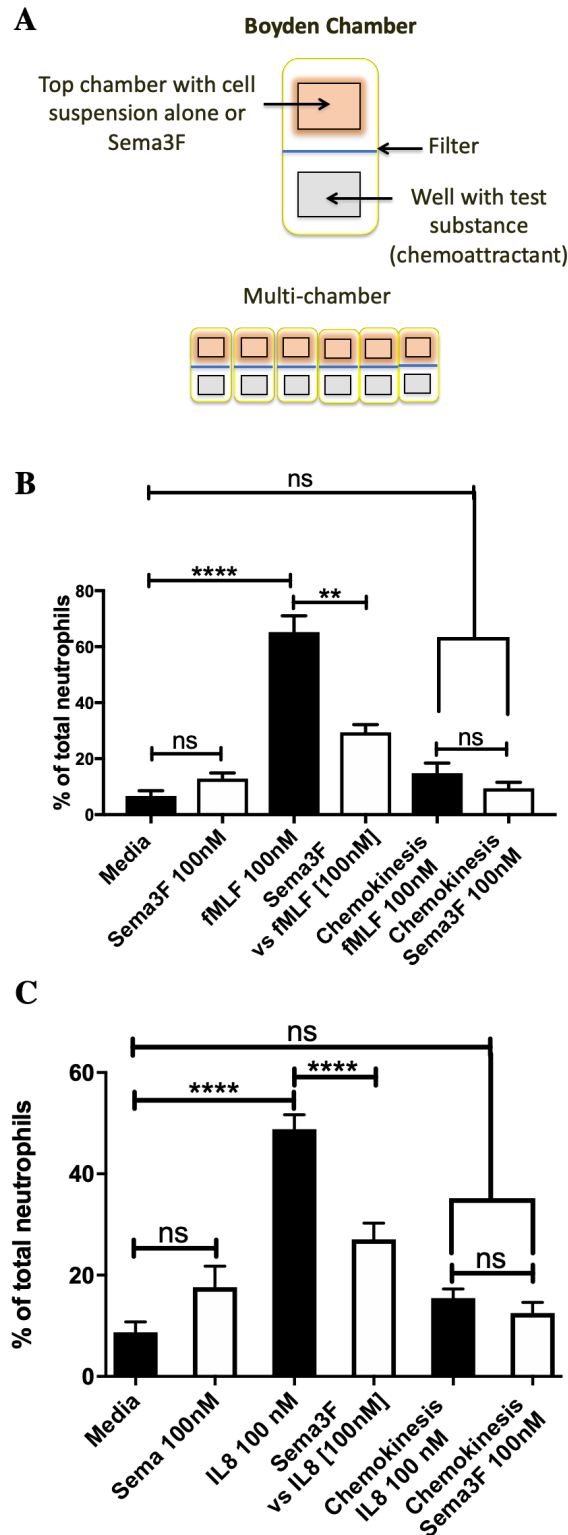 A
Boyden Chamber
Top chamber with cell
suspension alone or
Sema3F
Filter
Well with test
substance
(chemoattractant)
Multi-chamber
B
ns
****
**
ns
ns
% of total neutrophils
80
60
40
20
0
Media
Sema3F 100nM
fMLF 100nM
Sema3F
vs fMLF [100nM]
Chemokinesis
fMLF 100nM
Chemokinesis
Sema3F 100nM
C
ns
****
****
ns
ns
% of total neutrophils
60
40
20
0
Media
Sema 100nM
IL8 100 nM
Sema3F
vs IL8 [100nM]
Chemokinesis
IL8 100 nM
Chemokinesis
Sema3F 100nM